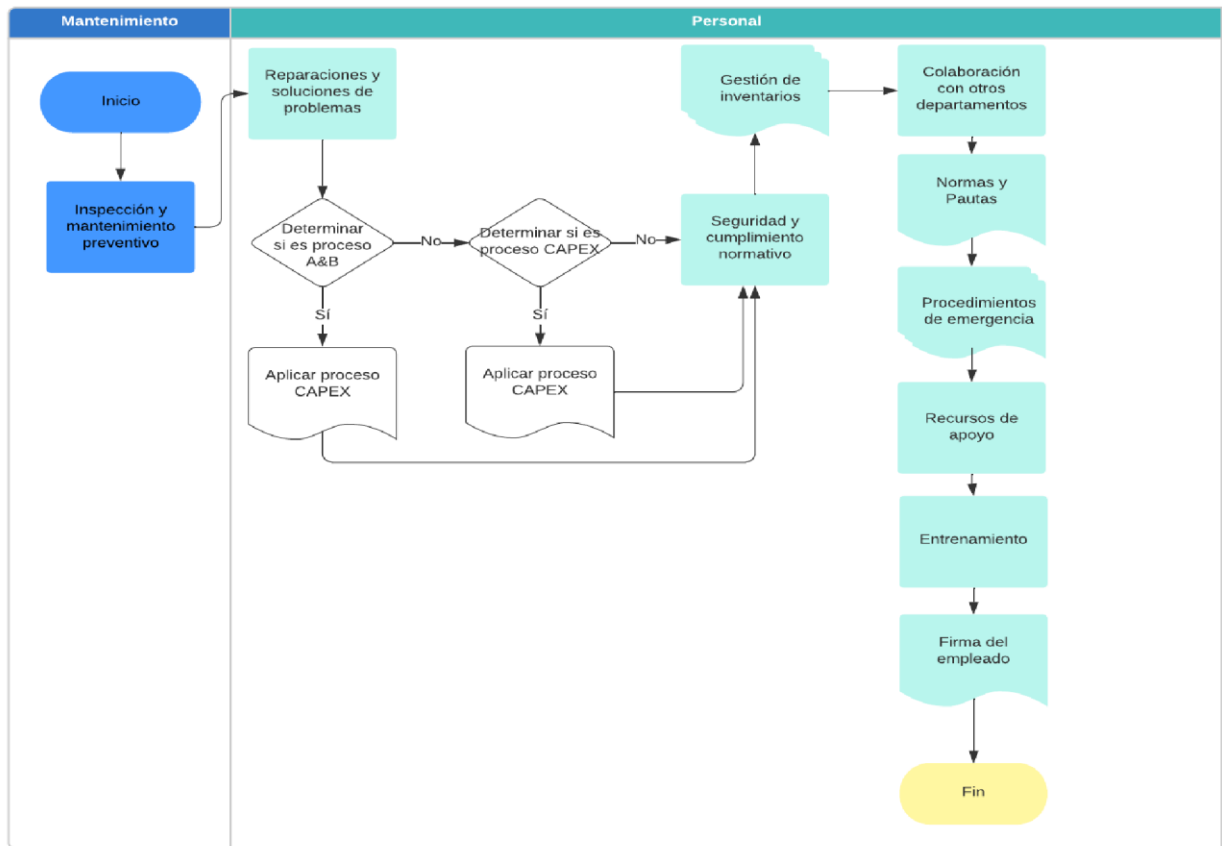 Mantenimiento
Personal
Inicio
Inspección y
mantenimiento
preventivo
Reparaciones y
soluciones de
problemas
Determinar
si es proceso
A&B
No
Determinar si es
proceso CAPEX
No
Sí
Sí
Aplicar proceso
CAPEX
Aplicar proceso
CAPEX
Seguridad y
cumplimiento
normativo
Gestión de
inventarios
Colaboración
con otros
departamentos
Normas y
Pautas
Procedimientos
de emergencia
Recursos de
apoyo
Entrenamiento
Firma del
empleado
Fin